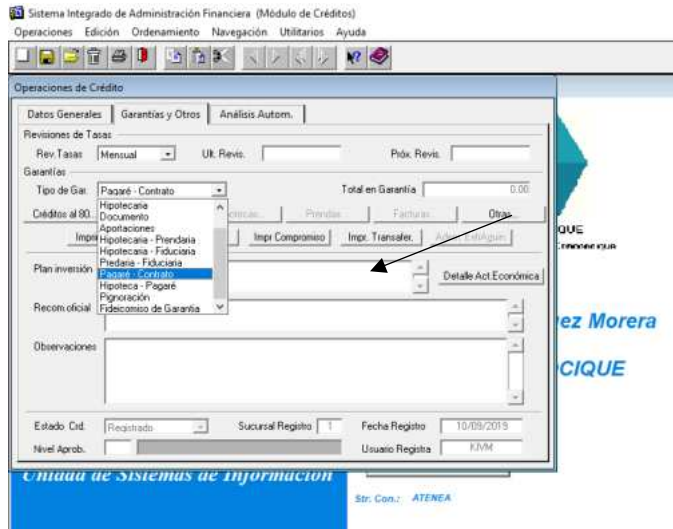 Sistema Integrado de Administración Financiera (Módulo de Créditos)
Operaciones Edición Ordenamiento Navegación Utilitarios Ayuda
Operaciones de Crédito
Datos Generales Garantías y Otros Análisis Autom.
Revisiones de Tasas
Rev.Tasas Mensual Ult. Revis. Próx. Revis.
Garantías
Tipo de Gar. Pagaré - Contrato Total en Garantía 0.00
Créditos al 80... Prendas Facturas Otras...
Hipotecaria
Documento
Aportaciones
Hipotecaria - Prendaria
Hipotecaria - Fiduciaria
Predaria - Fiduciaria
Pagaré - Contrato
Hipoteca - Pagaré
Pignoración
Fideicomiso de Garantía
Impr Compromiso Impr. Transfer.
Plan inversión Detalle Act.Económica
Recom.oficial
Observaciones
Estado Crd. Registrado Sucursal Registro 1 Fecha Registro 10/09/2019
Nivel Aprob. Usuario Registra KJVM
QUE
ez Morera
CIQUE
Unidad de Sistemas de Información
Str. Con.: ATENEA